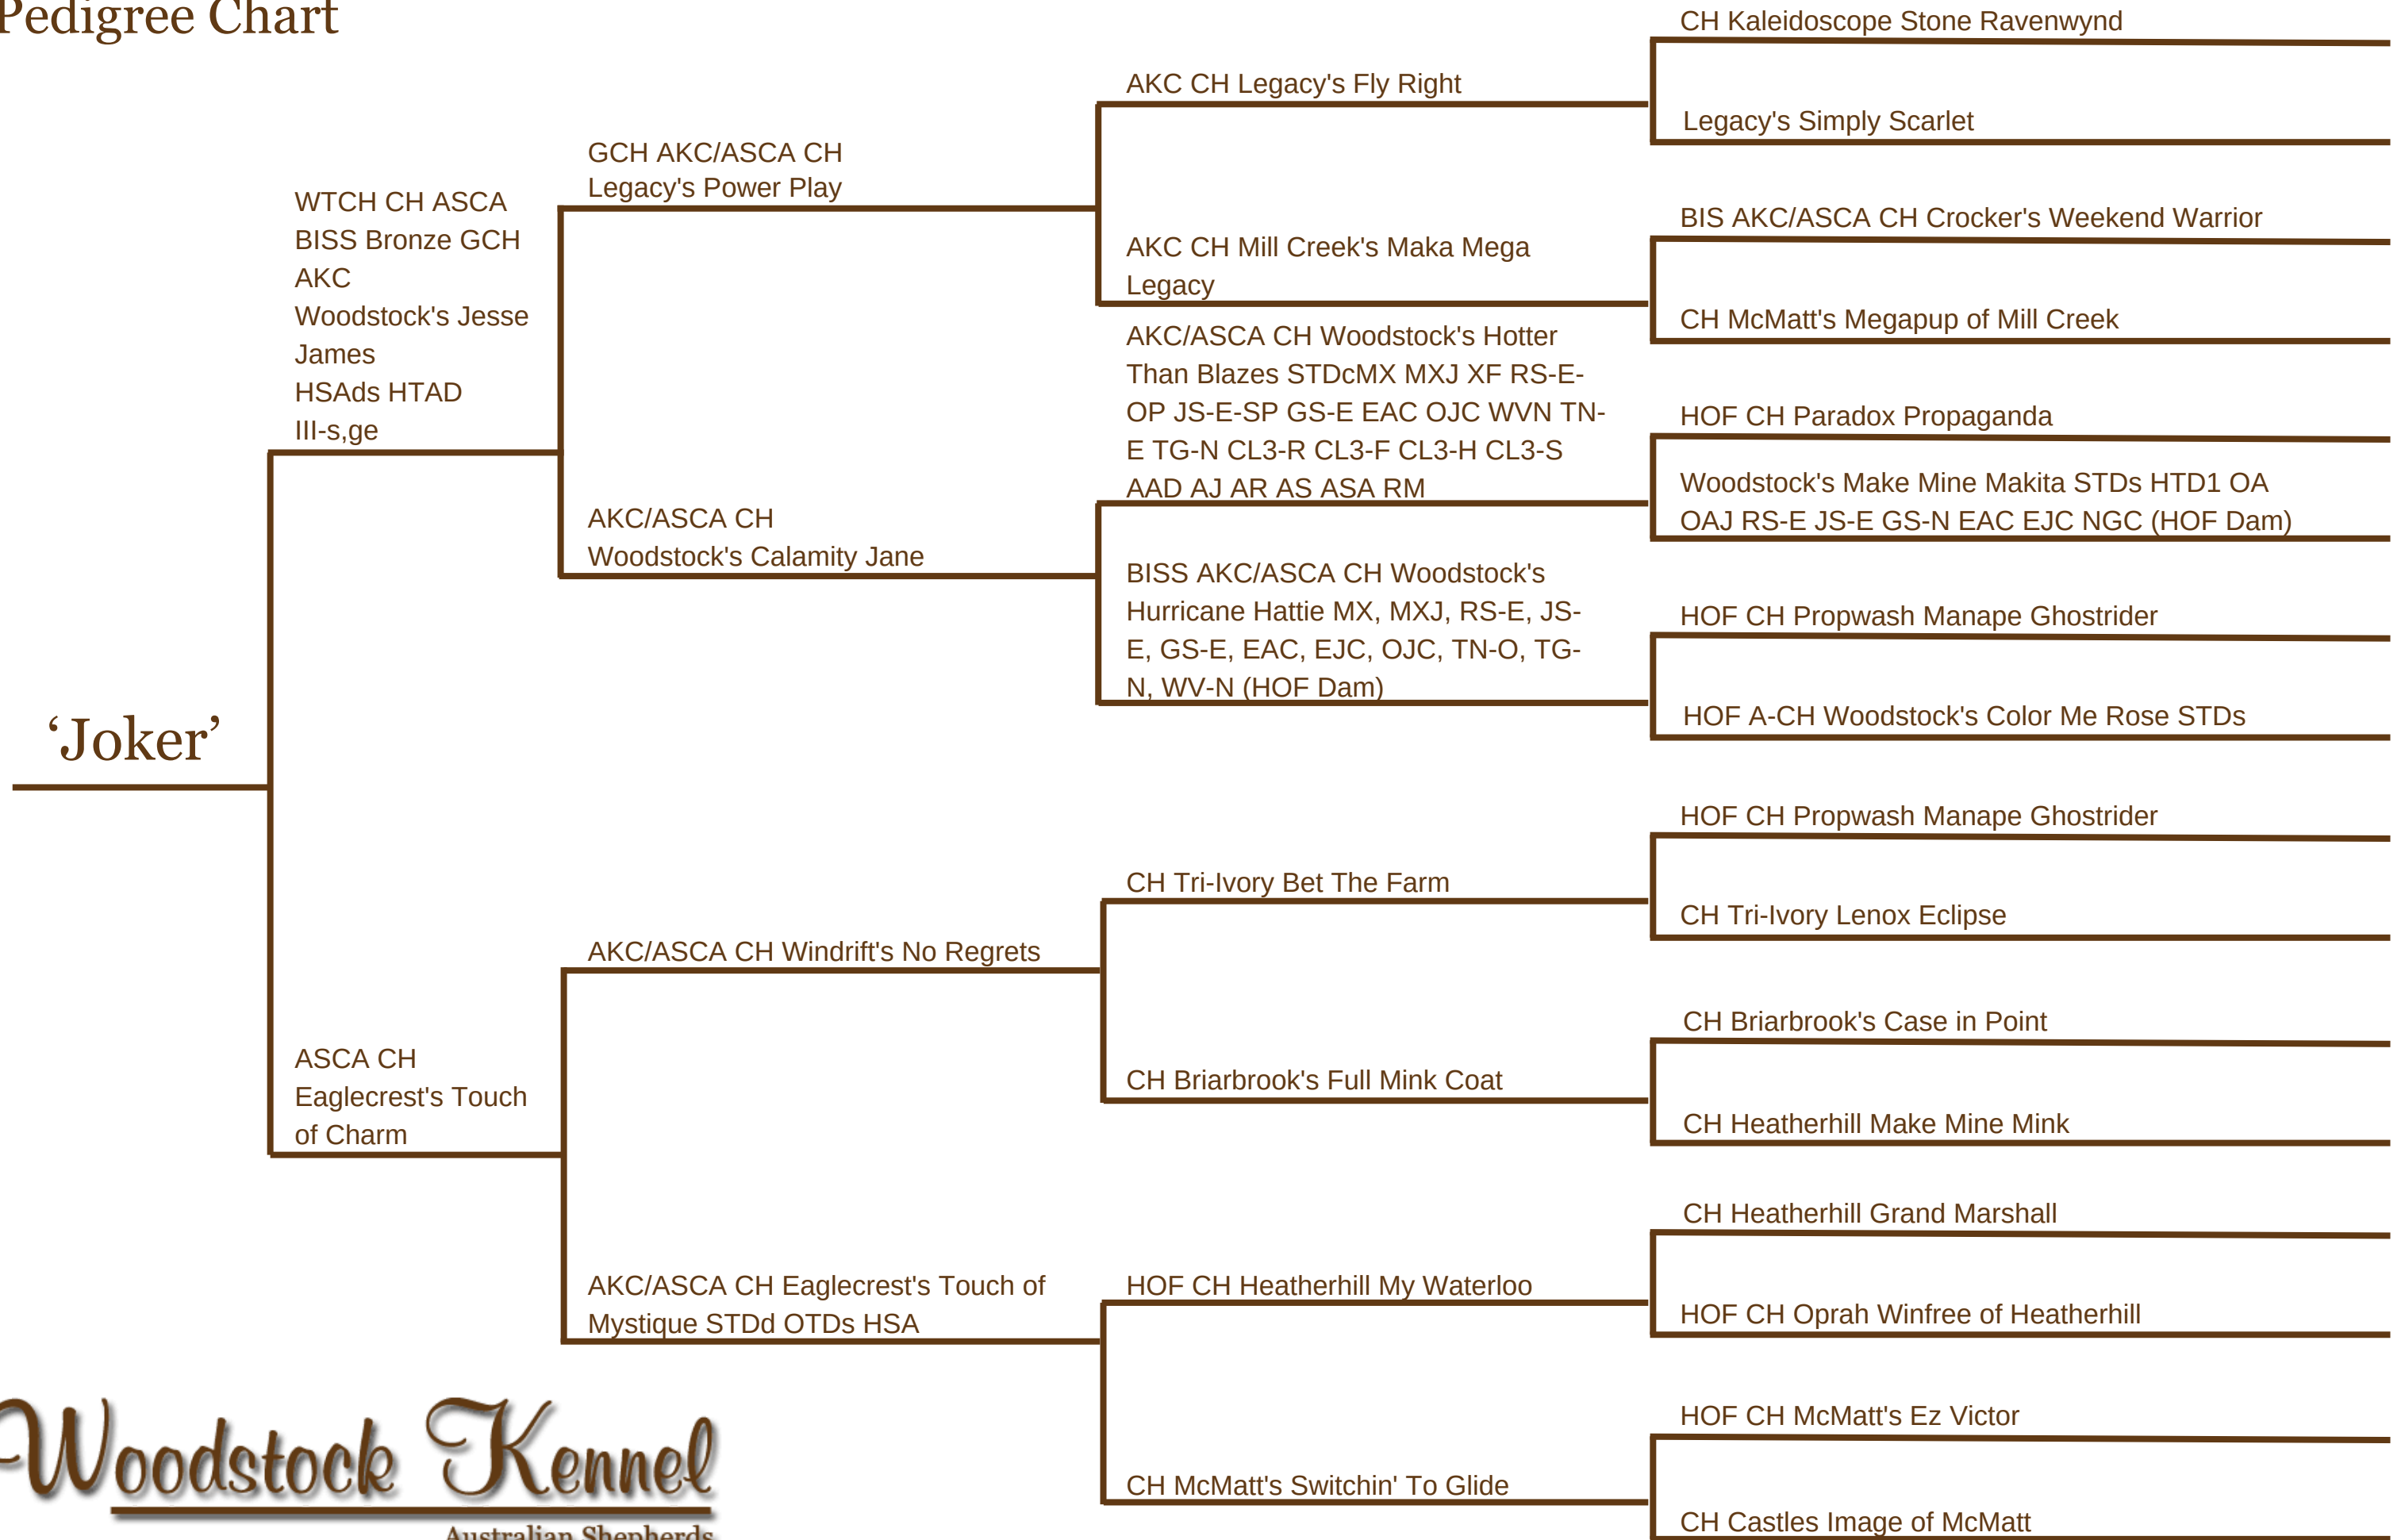 Pedigree Chart
‘Joker’
WTCH CH ASCA
BISS Bronze GCH
AKC
Woodstock's Jesse
James
HSAds HTAD
III-s,ge
ASCA CH
Eaglecrest's Touch
of Charm
GCH AKC/ASCA CH
Legacy's Power Play
AKC/ASCA CH
Woodstock's Calamity Jane
AKC/ASCA CH Windrift's No Regrets
AKC/ASCA CH Eaglecrest's Touch of
Mystique STDd OTDs HSA
AKC CH Legacy's Fly Right
AKC CH Mill Creek's Maka Mega
Legacy
AKC/ASCA CH Woodstock's Hotter
Than Blazes STDcMX MXJ XF RS-E-
OP JS-E-SP GS-E EAC OJC WVN TN-
E TG-N CL3-R CL3-F CL3-H CL3-S
AAD AJ AR AS ASA RM
BISS AKC/ASCA CH Woodstock's
Hurricane Hattie MX, MXJ, RS-E, JS-
E, GS-E, EAC, EJC, OJC, TN-O, TG-
N, WV-N (HOF Dam)
CH Tri-Ivory Bet The Farm
CH Briarbrook's Full Mink Coat
HOF CH Heatherhill My Waterloo
CH McMatt's Switchin' To Glide
CH Kaleidoscope Stone Ravenwynd
Legacy's Simply Scarlet
BIS AKC/ASCA CH Crocker's Weekend Warrior
CH McMatt's Megapup of Mill Creek
HOF CH Paradox Propaganda
Woodstock's Make Mine Makita STDs HTD1 OA
OAJ RS-E JS-E GS-N EAC EJC NGC (HOF Dam)
HOF CH Propwash Manape Ghostrider
HOF A-CH Woodstock's Color Me Rose STDs
HOF CH Propwash Manape Ghostrider
CH Tri-Ivory Lenox Eclipse
CH Briarbrook's Case in Point
CH Heatherhill Make Mine Mink
CH Heatherhill Grand Marshall
HOF CH Oprah Winfree of Heatherhill
HOF CH McMatt's Ez Victor
CH Castles Image of McMatt
Woodstock Kennel
Australian Shepherds